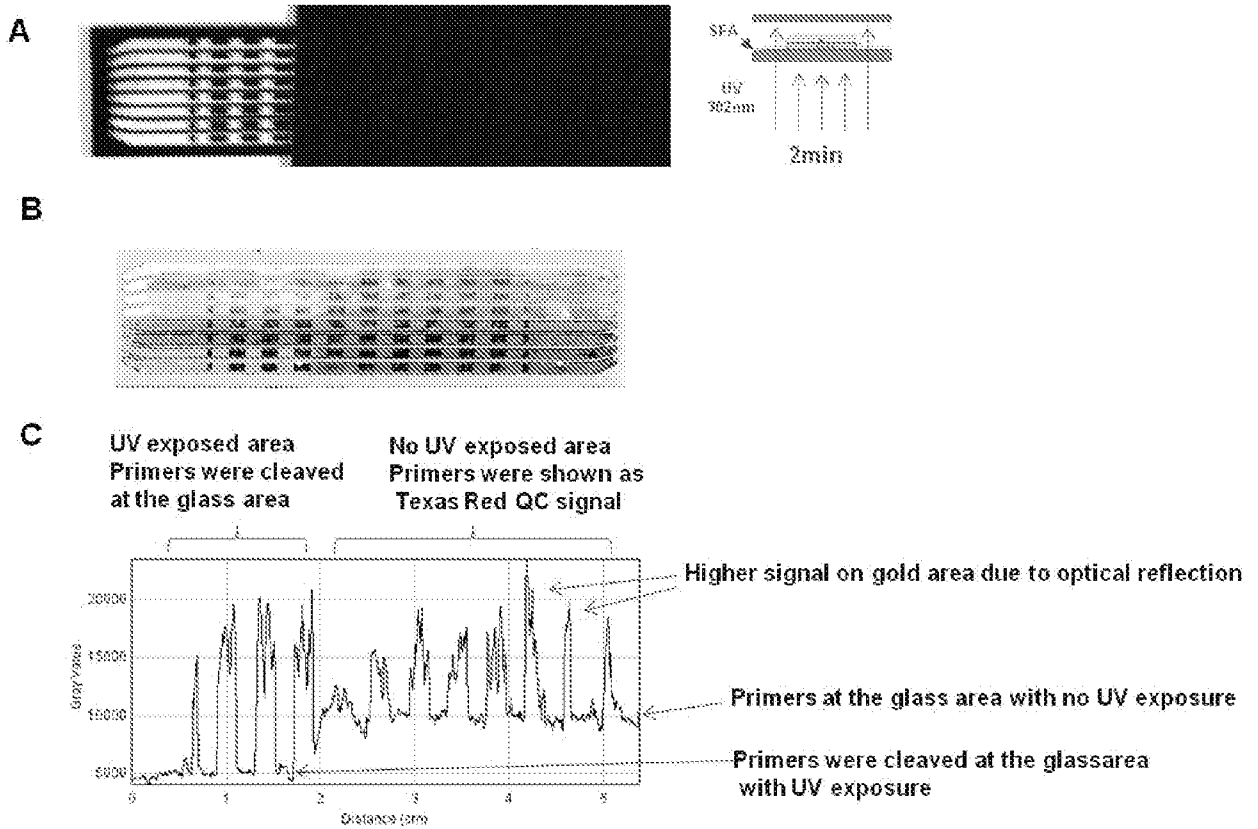 A
SFA
UV
302nm
2min
B
C
UV exposed area
Primers were cleaved
at the glass area
No UV exposed area
Primers were shown as
Texas Red QC signal
Higher signal on gold area due to optical reflection
20000
15000
10000
5000
Gray Value
Primers at the glass area with no UV exposure
Primers were cleaved at the glassarea
with UV exposure
0
1
2
3
4
5
Distance (cm)